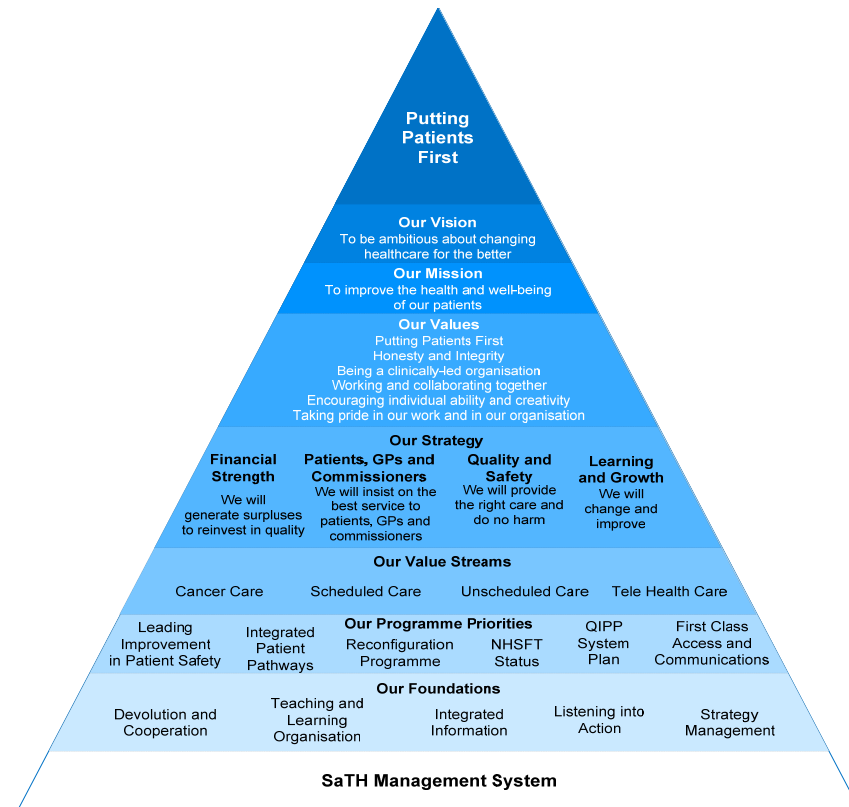 Putting
Patients
First
Our Vision
To be ambitious about changing
healthcare for the better
Our Mission
To improve the health and well-being
of our patients
Our Values
Putting Patients First
Honesty and Integrity
Being a clinically-led organisation
Working and collaborating together
Encouraging individual ability and creativity
Taking pride in our work and in our organisation
Our Strategy
Financial
Strength
We will
generate surpluses
to reinvest in quality
Patients, GPs and
Commissioners
We will insist on the
best service to
patients, GPs and
commissioners
Quality and
Safety
We will provide
the right care and
do no harm
Learning
and Growth
We will
change and
improve
Our Value Streams
Cancer Care
Scheduled Care
Unscheduled Care
Tele Health Care
Our Programme Priorities
Leading
Improvement
in Patient Safety
Integrated
Patient
Pathways
Reconfiguration
Programme
NHSFT
Status
QIPP
System
Plan
First Class
Access and
Communications
Our Foundations
Devolution and
Cooperation
Teaching and
Learning
Organisation
Integrated
Information
Listening into
Action
Strategy
Management
SaTH Management System